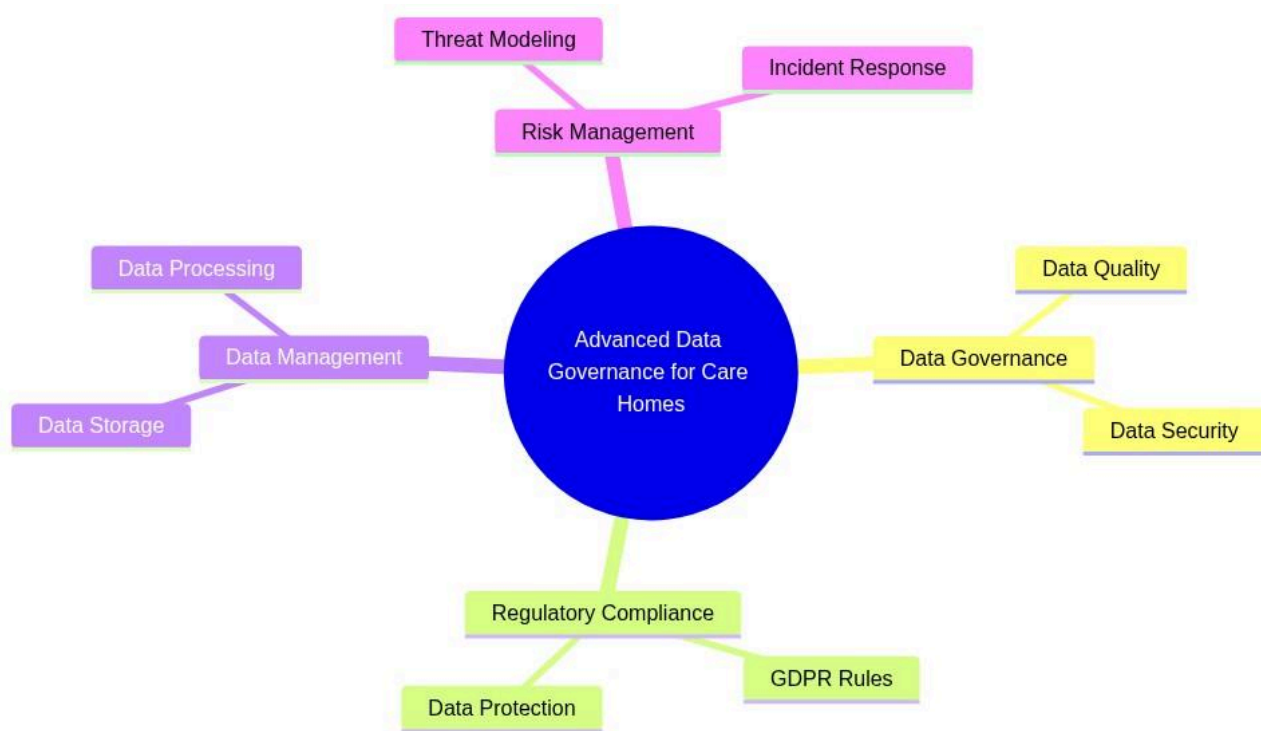 Threat Modeling
Incident Response
Risk Management
Data Processing
Data Quality
Data Management
Advanced Data
Governance for Care
Homes
Data Governance
Data Storage
Data Security
Regulatory Compliance
GDPR Rules
Data Protection